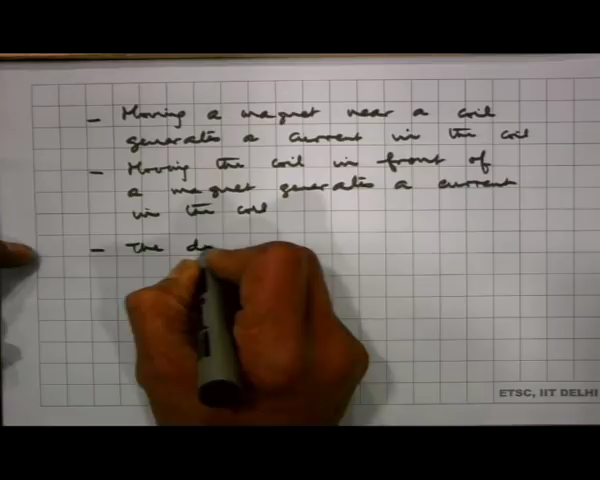 - Moving a magnet near a coil
generates a current in the coil
- Moving the coil in front of
a magnet generates a current
in the coil
- The
ETSC, IIT DELHI